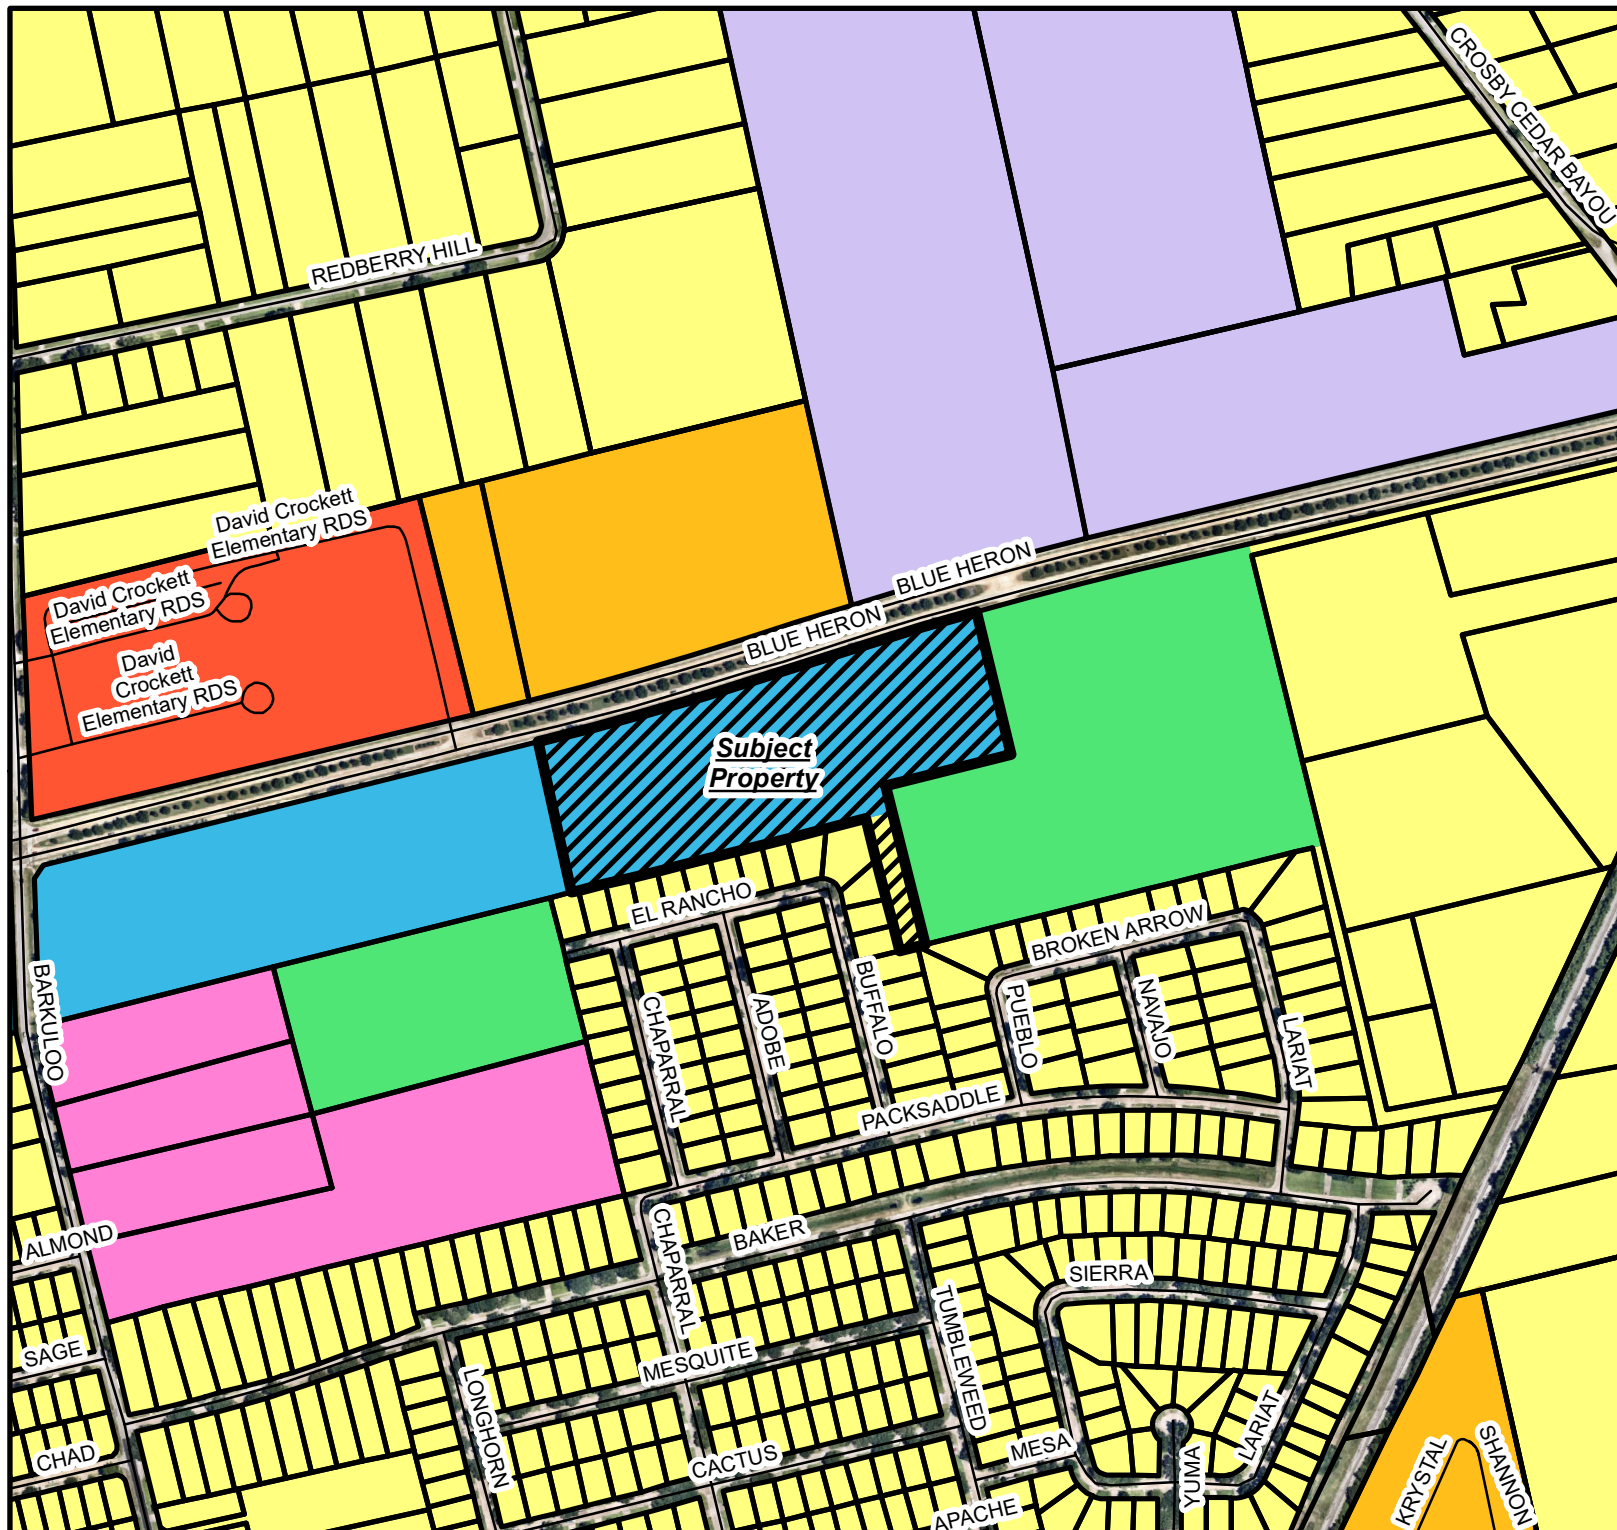 CROSBY CEDAR BAYOU
REDBERRY HILL
David Crockett
Elementary RDS
David Crockett
Elementary RDS
David
Crockett
Elementary RDS
BLUE HERON
BLUE HERON
Subject
Property
EL RANCHO
BROKEN ARROW
BARKULOO
CHAPARRAL
ADOBE
BUFFALO
PUEBLO
NAVAJO
LARIAT
PACKSADDLE
ALMOND
CHAPARRAL
BAKER
SIERRA
TUMBLEWEED
SAGE
MESQUITE
LONGHORN
LARIAT
CHAD
CACTUS
MESA
YUMA
KRYSTAL
SHANNON
APACHE